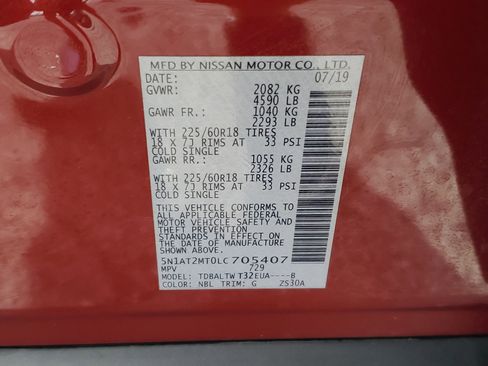 MFD BY NISSAN MOTOR CO., LTD.
DATE: 07/19
GVWR: 2082 KG
4590 LB
GAWR FR.: 1040 KG
2293 LB
WITH 225/60R18 TIRES
18 X 7J RIMS AT 33 PSI
COLD SINGLE
GAWR RR.: 1055 KG
2326 LB
WITH 225/60R18 TIRES
18 X 7J RIMS AT 33 PSI
COLD SINGLE
THIS VEHICLE CONFORMS TO
ALL APPLICABLE FEDERAL
MOTOR VEHICLE SAFETY
AND THEFT PREVENTION
STANDARDS IN EFFECT ON
THE DATE OF MANUFACTURE
SHOWN ABOVE.
5N1AT2MT0LC705407
MPV 729
MODEL: TDBALTW T32EUA----B
COLOR: NBL TRIM: G ZS30A